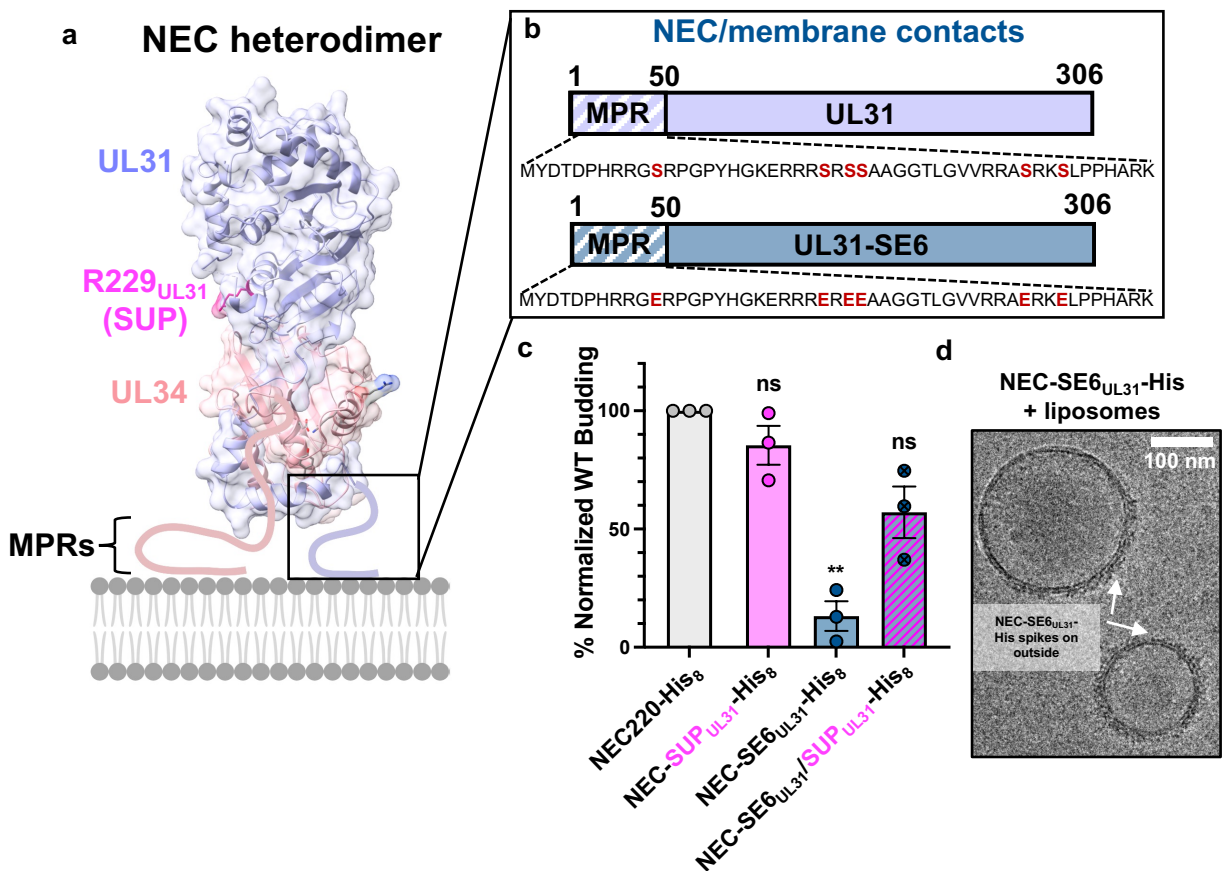 a
NEC heterodimer
UL31
R229UL31
(SUP)
UL34
MPRs
b
NEC/membrane contacts
1 50 306
MPR UL31
MYDTDPHRRGSRPGPYHGKERRRSRSSAAGGTLGVVRRASRKSLPPHARK
1 50 306
MPR UL31-SE6
MYDTDPHRRGERPGPYHGKERRREREEAAGGTLGVVRRAERKELPPHARK
c
% Normalized WT Budding
100
50
0
ns
**
ns
NEC220-His8
NEC-SUPUL31-His8
NEC-SE6UL31-His8
NEC-SE6UL31/SUPUL31-His8
d
NEC-SE6UL31-His
+ liposomes
100 nm
NEC-SE6UL31-
His spikes on
outside